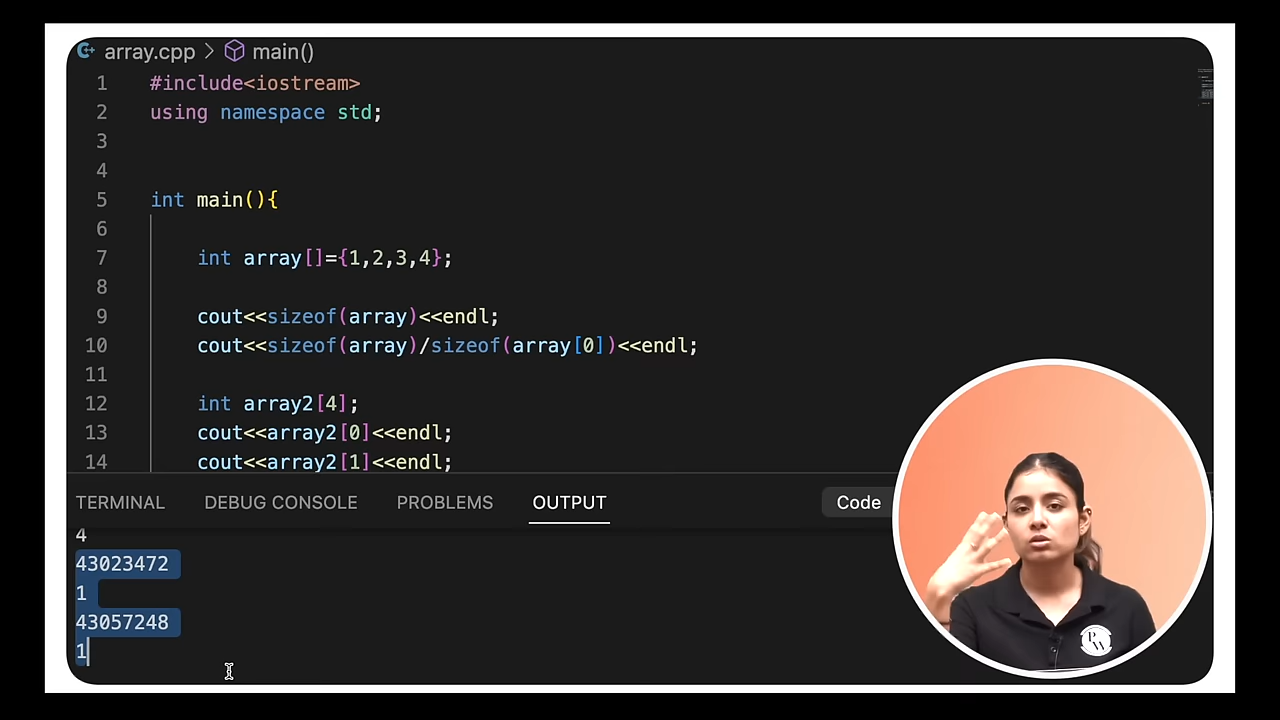 array.cpp > main()
1 #include<iostream>
2 using namespace std;
3
4
5 int main(){
6
7 int array[]={1,2,3,4};
8
9 cout<<sizeof(array)<<endl;
10 cout<<sizeof(array)/sizeof(array[0])<<endl;
11
12 int array2[4];
13 cout<<array2[0]<<endl;
14 cout<<array2[1]<<endl;
TERMINAL DEBUG CONSOLE PROBLEMS OUTPUT Code
4
43023472
1
43057248
1
PW